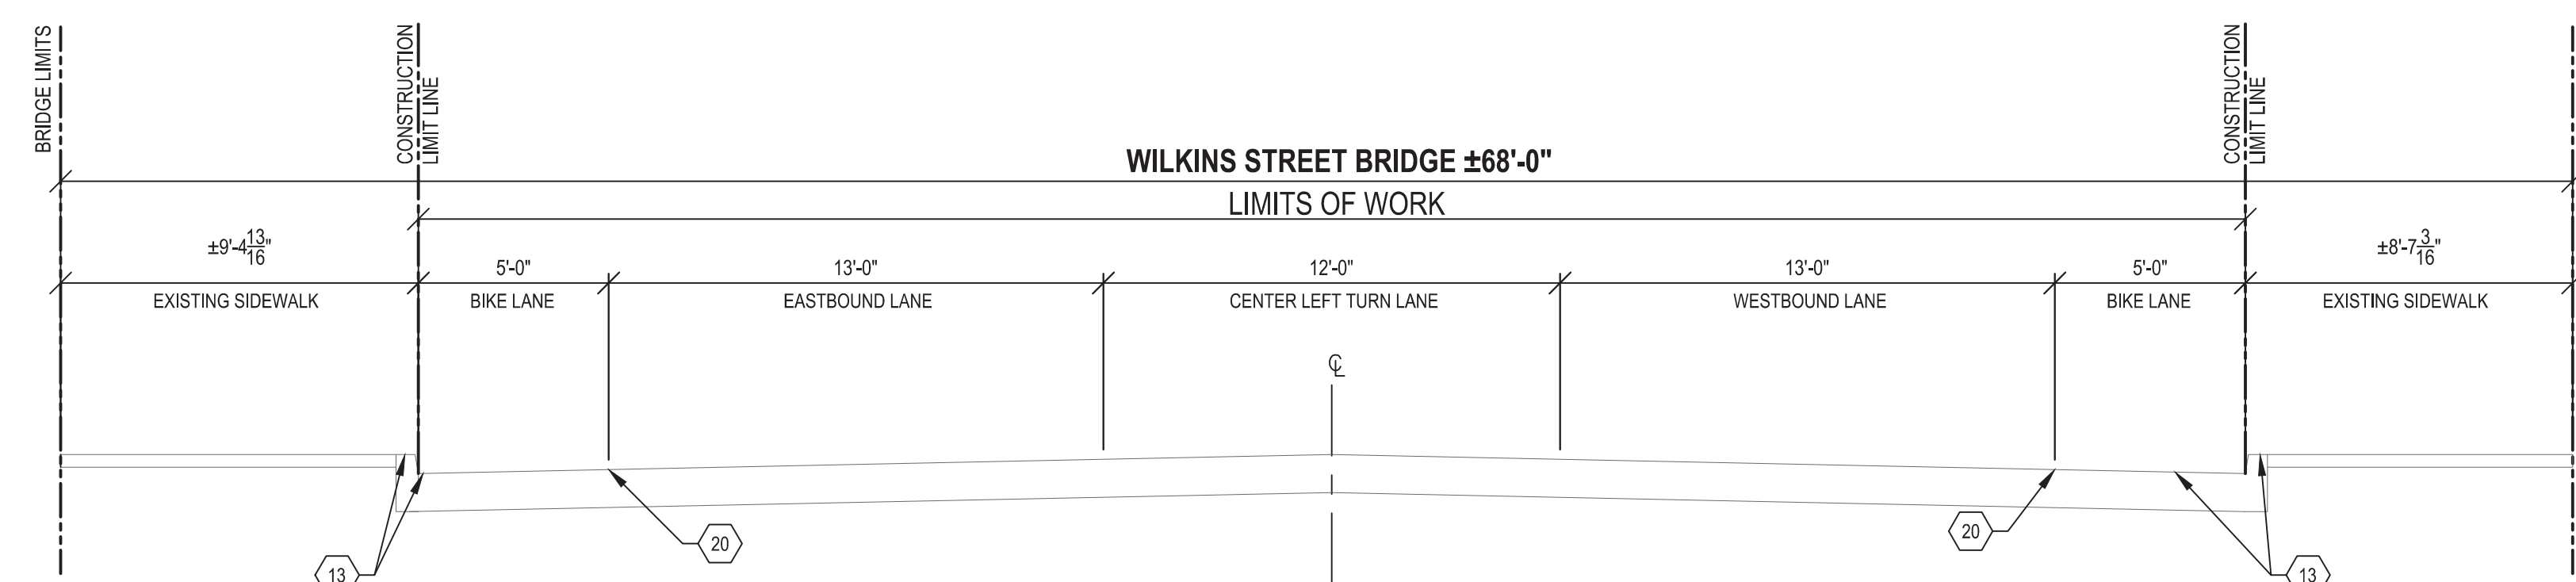 BRIDGE LIMITS
CONSTRUCTION
LIMIT LINE
CONSTRUCTION
LIMIT LINE
WILKINS STREET BRIDGE ±68'-0"
LIMITS OF WORK
±9'-4 13/16"
5'-0"
13'-0"
12'-0"
13'-0"
5'-0"
±8'-7 3/16"
EXISTING SIDEWALK
BIKE LANE
EASTBOUND LANE
CENTER LEFT TURN LANE
WESTBOUND LANE
BIKE LANE
EXISTING SIDEWALK
℄
20
20
13
13